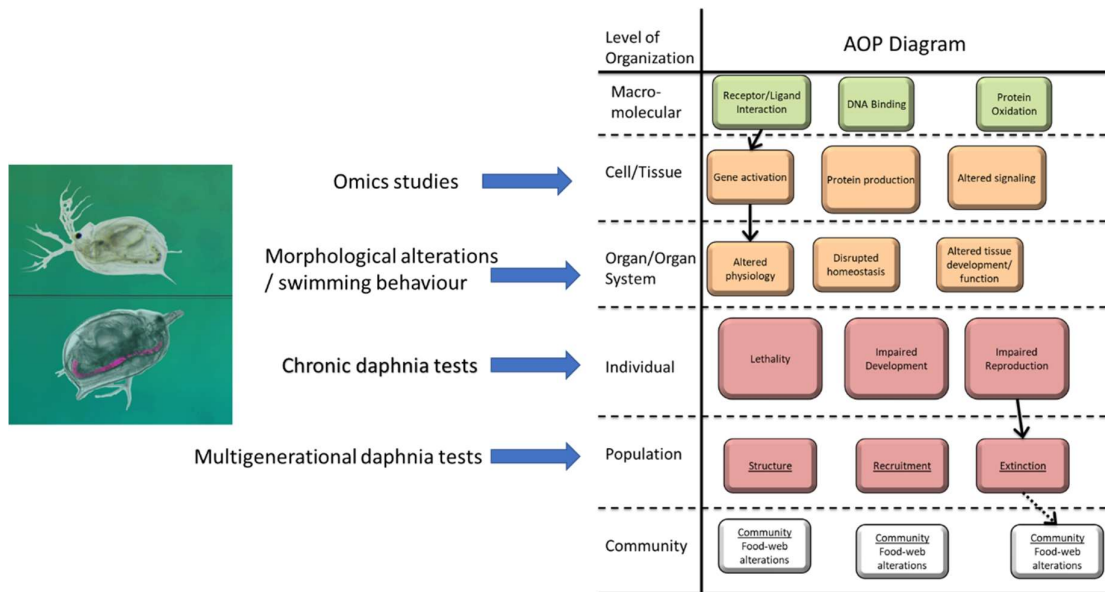 Level of
Organization
AOP Diagram
Macro-
molecular
Receptor/Ligand
Interaction
DNA Binding
Protein
Oxidation
Omics studies
Cell/Tissue
Gene activation
Protein production
Altered signaling
Morphological alterations
/ swimming behaviour
Organ/Organ
System
Altered
physiology
Disrupted
homeostasis
Altered tissue
development/
function
Chronic daphnia tests
Individual
Lethality
Impaired
Development
Impaired
Reproduction
Multigenerational daphnia tests
Population
Structure
Recruitment
Extinction
Community
Community
Food-web
alterations
Community
Food-web
alterations
Community
Food-web
alterations